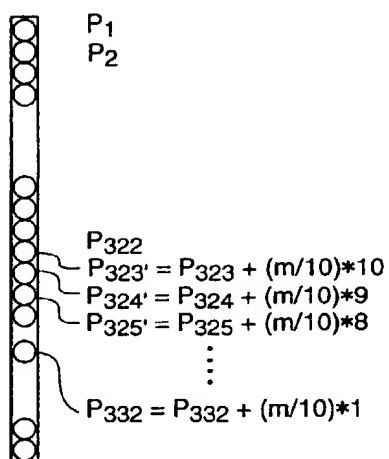 P1
P2
P322
P323' = P323 + (m/10)*10
P324' = P324 + (m/10)*9
P325' = P325 + (m/10)*8
P332 = P332 + (m/10)*1